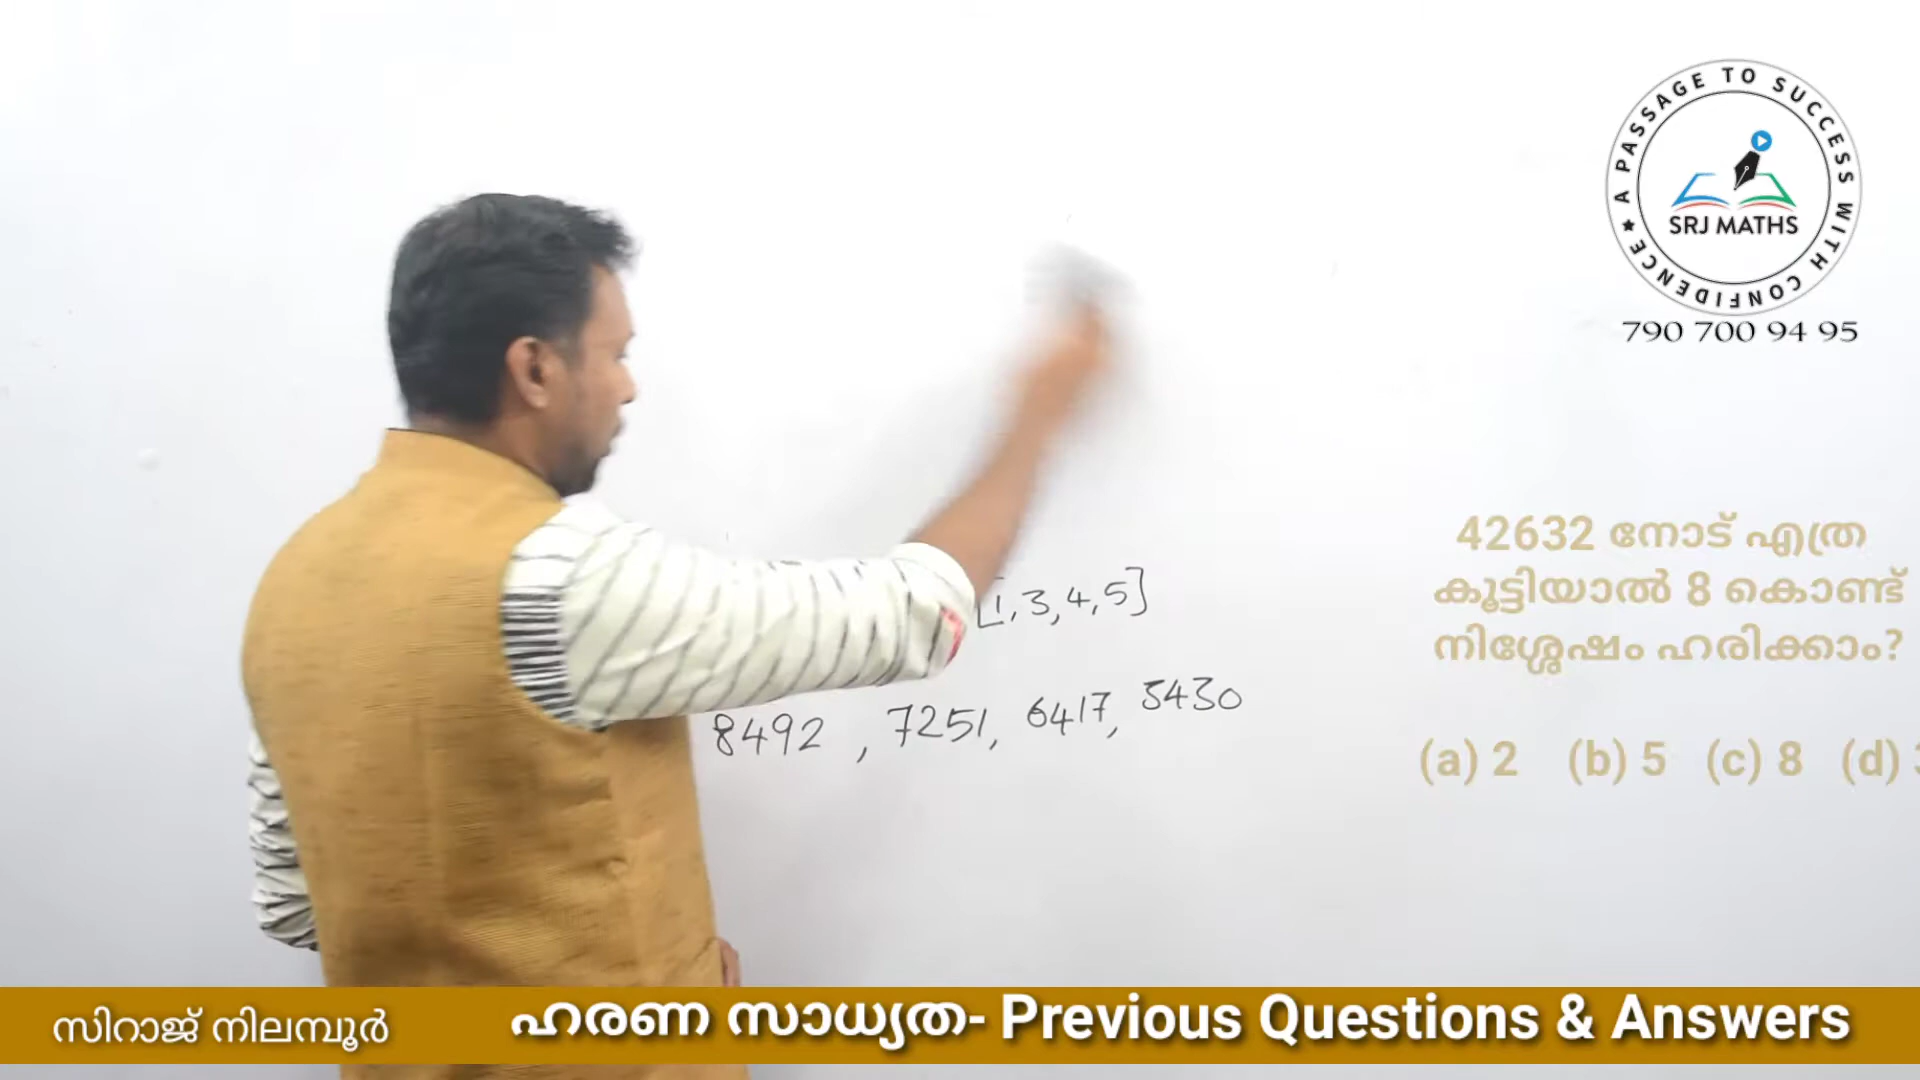 A PASSAGE TO SUCCESS WITH CONFIDENCE
SRJ MATHS
790 700 94 95
42632 നോട് എത്ര
കൂട്ടിയാൽ 8 കൊണ്ട്
നിശ്ശേഷം ഹരിക്കാം?
[1,3,4,5]
8492 , 7251, 6417, 5430
(a) 2 (b) 5 (c) 8 (d)
സിറാജ് നിലമ്പൂർ
ഹരണ സാധ്യത- Previous Questions & Answers